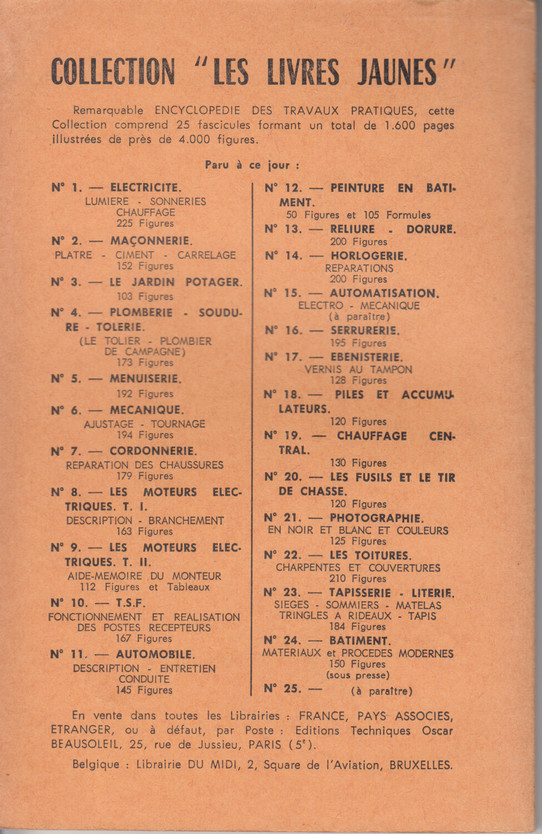 COLLECTION "LES LIVRES JAUNES"
Remarquable ENCYCLOPEDIE DES TRAVAUX PRATIQUES, cette
Collection comprend 25 fascicules formant un total de 1.600 pages
illustrées de près de 4.000 figures.
Paru à ce jour :
N° 1. — ELECTRICITE.
LUMIERE - SONNERIES
CHAUFFAGE
225 Figures
N° 2. — MAÇONNERIE.
PLATRE - CIMENT - CARRELAGE
152 Figures
N° 3. — LE JARDIN POTAGER.
103 Figures
N° 4. — PLOMBERIE - SOUDU-
RE - TOLERIE.
(LE TOLIER - PLOMBIER
DE CAMPAGNE)
173 Figures
N° 5. — MENUISERIE.
192 Figures
N° 6. — MECANIQUE.
AJUSTAGE - TOURNAGE
194 Figures
N° 7. — CORDONNERIE.
REPARATION DES CHAUSSURES
179 Figures
N° 8. — LES MOTEURS ELEC-
TRIQUES. T. I.
DESCRIPTION - BRANCHEMENT
163 Figures
N° 9. — LES MOTEURS ELEC-
TRIQUES. T. II.
AIDE-MEMOIRE DU MONTEUR
112 Figures et Tableaux
N° 10. — T.S.F.
FONCTIONNEMENT ET REALISATION
DES POSTES RECEPTEURS
167 Figures
N° 11. — AUTOMOBILE.
DESCRIPTION - ENTRETIEN
CONDUITE
145 Figures
N° 12. — PEINTURE EN BATI-
MENT.
50 Figures et 105 Formules
N° 13. — RELIURE - DORURE.
200 Figures
N° 14. — HORLOGERIE.
REPARATIONS
200 Figures
N° 15. — AUTOMATISATION.
ELECTRO - MECANIQUE
(à paraître)
N° 16. — SERRURERIE.
195 Figures
N° 17. — EBENISTERIE.
VERNIS AU TAMPON
128 Figures
N° 18. — PILES ET ACCUMU-
LATEURS.
120 Figures
N° 19. — CHAUFFAGE CEN-
TRAL.
130 Figures
N° 20. — LES FUSILS ET LE TIR
DE CHASSE.
120 Figures
N° 21. — PHOTOGRAPHIE.
EN NOIR ET BLANC ET COULEURS
125 Figures
N° 22. — LES TOITURES.
CHARPENTES ET COUVERTURES
210 Figures
N° 23. — TAPISSERIE - LITERIE.
SIEGES - SOMMIERS - MATELAS
TRINGLES A RIDEAUX - TAPIS
184 Figures
N° 24. — BATIMENT.
MATERIAUX et PROCEDES MODERNES
150 Figures
(sous presse)
N° 25. — (à paraître)
En vente dans toutes les Librairies : FRANCE, PAYS ASSOCIES,
ETRANGER, ou à défaut, par Poste : Editions Techniques Oscar
BEAUSOLEIL, 25, rue de Jussieu, PARIS (5e).
Belgique : Librairie DU MIDI, 2, Square de l'Aviation, BRUXELLES.